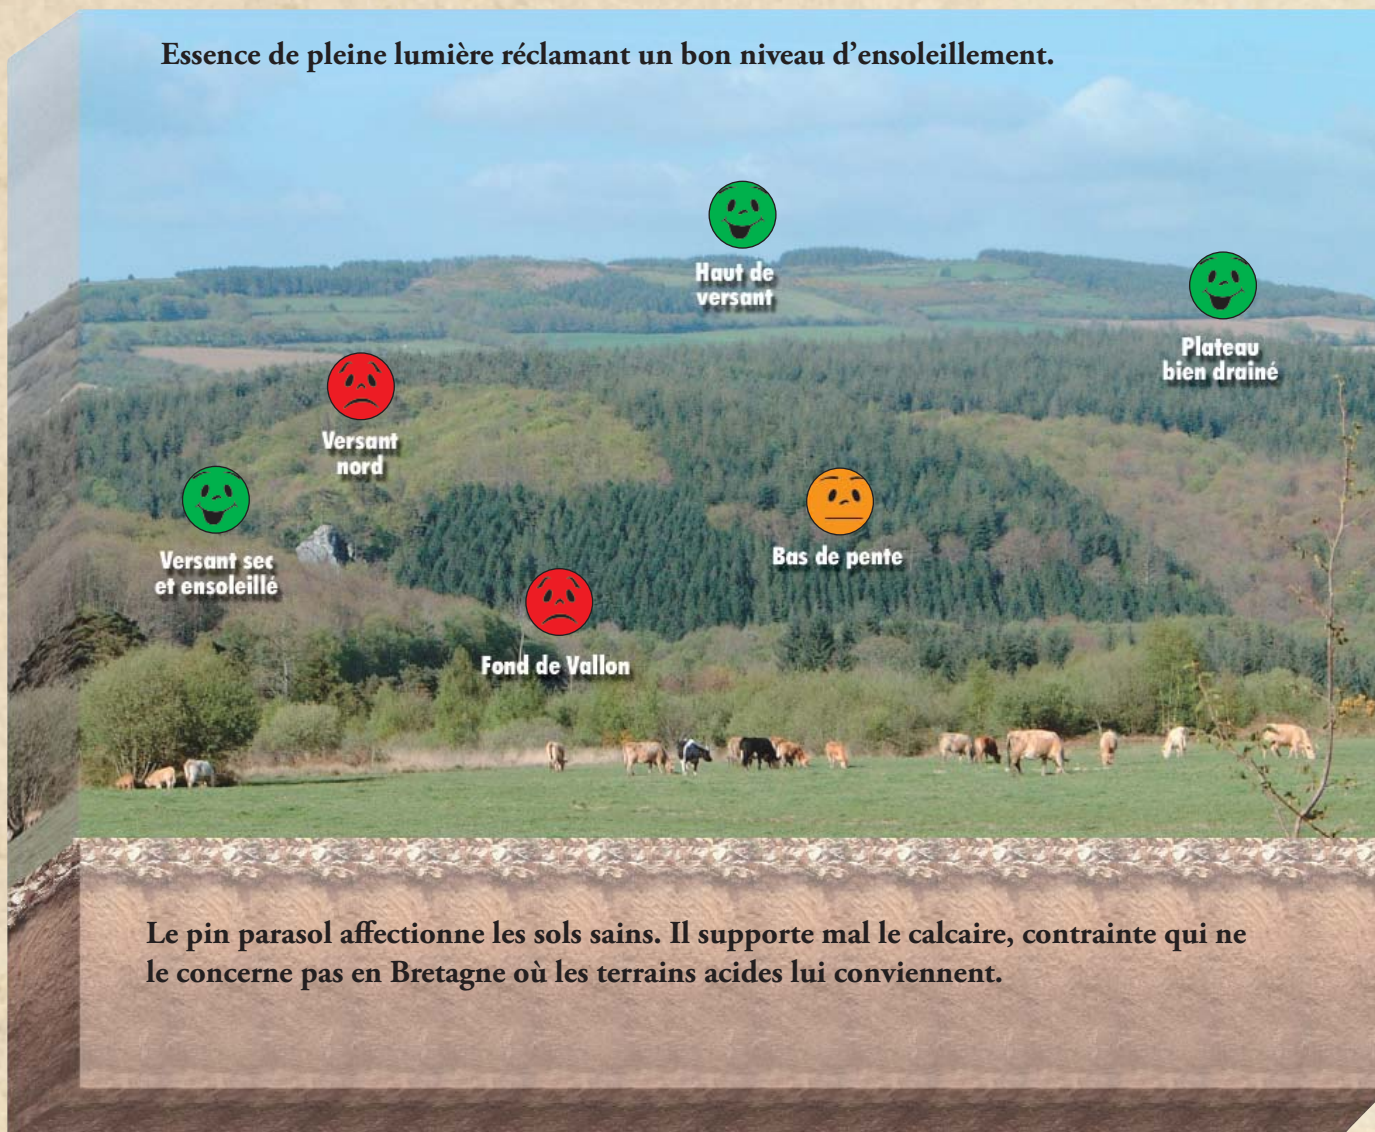 Essence de pleine lumière réclamant un bon niveau d’ensoleillement.
Haut de
versant
Plateau
bien drainé
Versant
nord
Versant sec
et ensoleillé
Bas de pente
Fond de Vallon
Le pin parasol affectionne les sols sains. Il supporte mal le calcaire, contrainte qui ne
le concerne pas en Bretagne où les terrains acides lui conviennent.